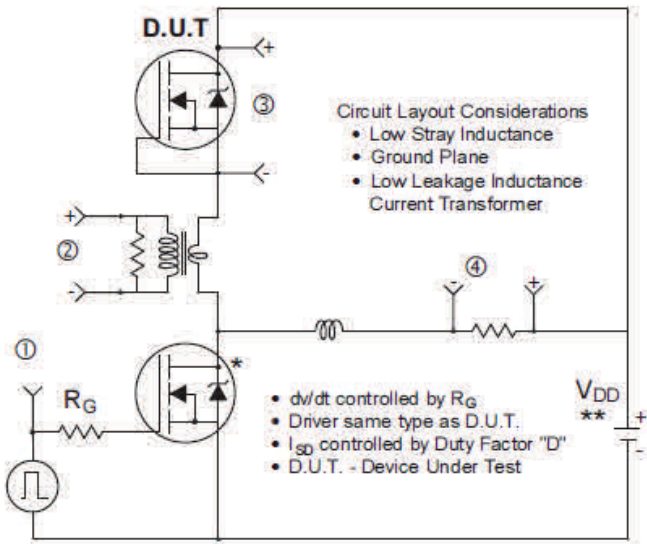 D.U.T
+
③
-
Circuit Layout Considerations
• Low Stray Inductance
• Ground Plane
• Low Leakage Inductance
Current Transformer
+
②
-
④
- +
①
R_G
*
V_DD
**
+
-
• dv/dt controlled by R_G
• Driver same type as D.U.T.
• I_SD controlled by Duty Factor "D"
• D.U.T. - Device Under Test